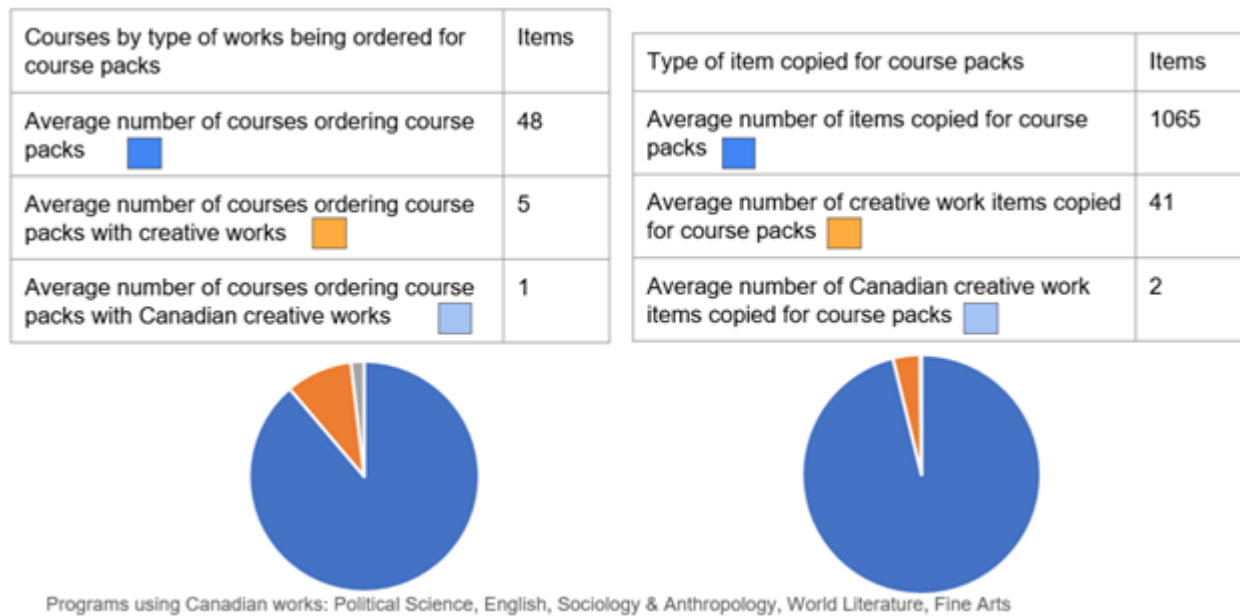 Courses by type of works being ordered for
course packs
Items
Average number of courses ordering course
packs
48
Average number of courses ordering course
packs with creative works
5
Average number of courses ordering course
packs with Canadian creative works
1
Type of item copied for course packs
Items
Average number of items copied for course
packs
1065
Average number of creative work items copied
for course packs
41
Average number of Canadian creative work
items copied for course packs
2
Programs using Canadian works: Political Science, English, Sociology & Anthropology, World Literature, Fine Arts